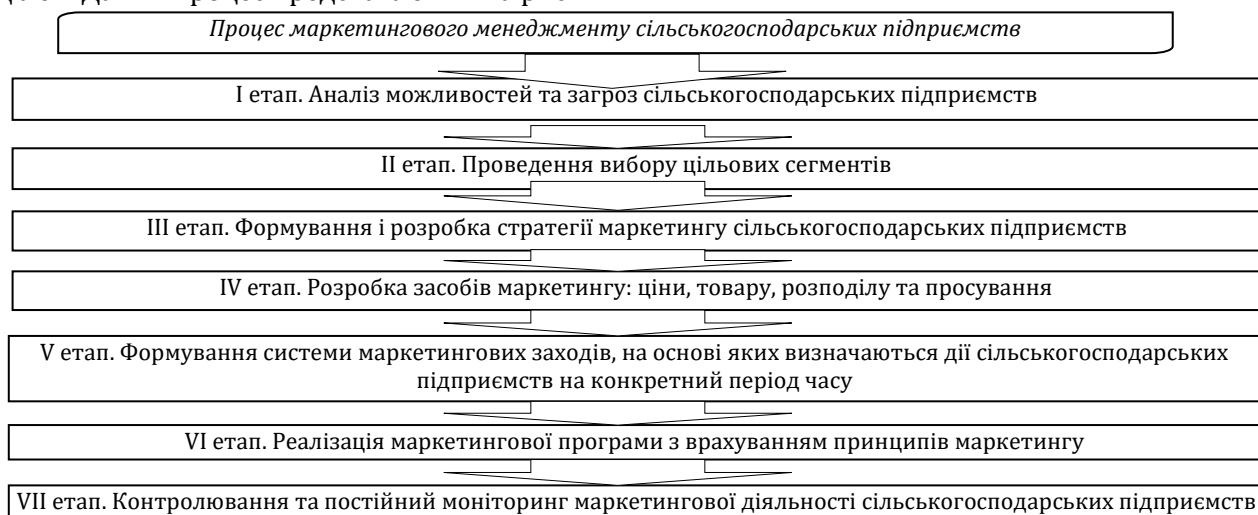 Процес маркетингового менеджменту сільськогосподарських підприємств
І етап. Аналіз можливостей та загроз сільськогосподарських підприємств
ІІ етап. Проведення вибору цільових сегментів
ІІІ етап. Формування і розробка стратегії маркетингу сільськогосподарських підприємств
IV етап. Розробка засобів маркетингу: ціни, товару, розподілу та просування
V етап. Формування системи маркетингових заходів, на основі яких визначаються дії сільськогосподарських
підприємств на конкретний період часу
VI етап. Реалізація маркетингової програми з врахуванням принципів маркетингу
VII етап. Контролювання та постійний моніторинг маркетингової діяльності сільськогосподарських підприємств